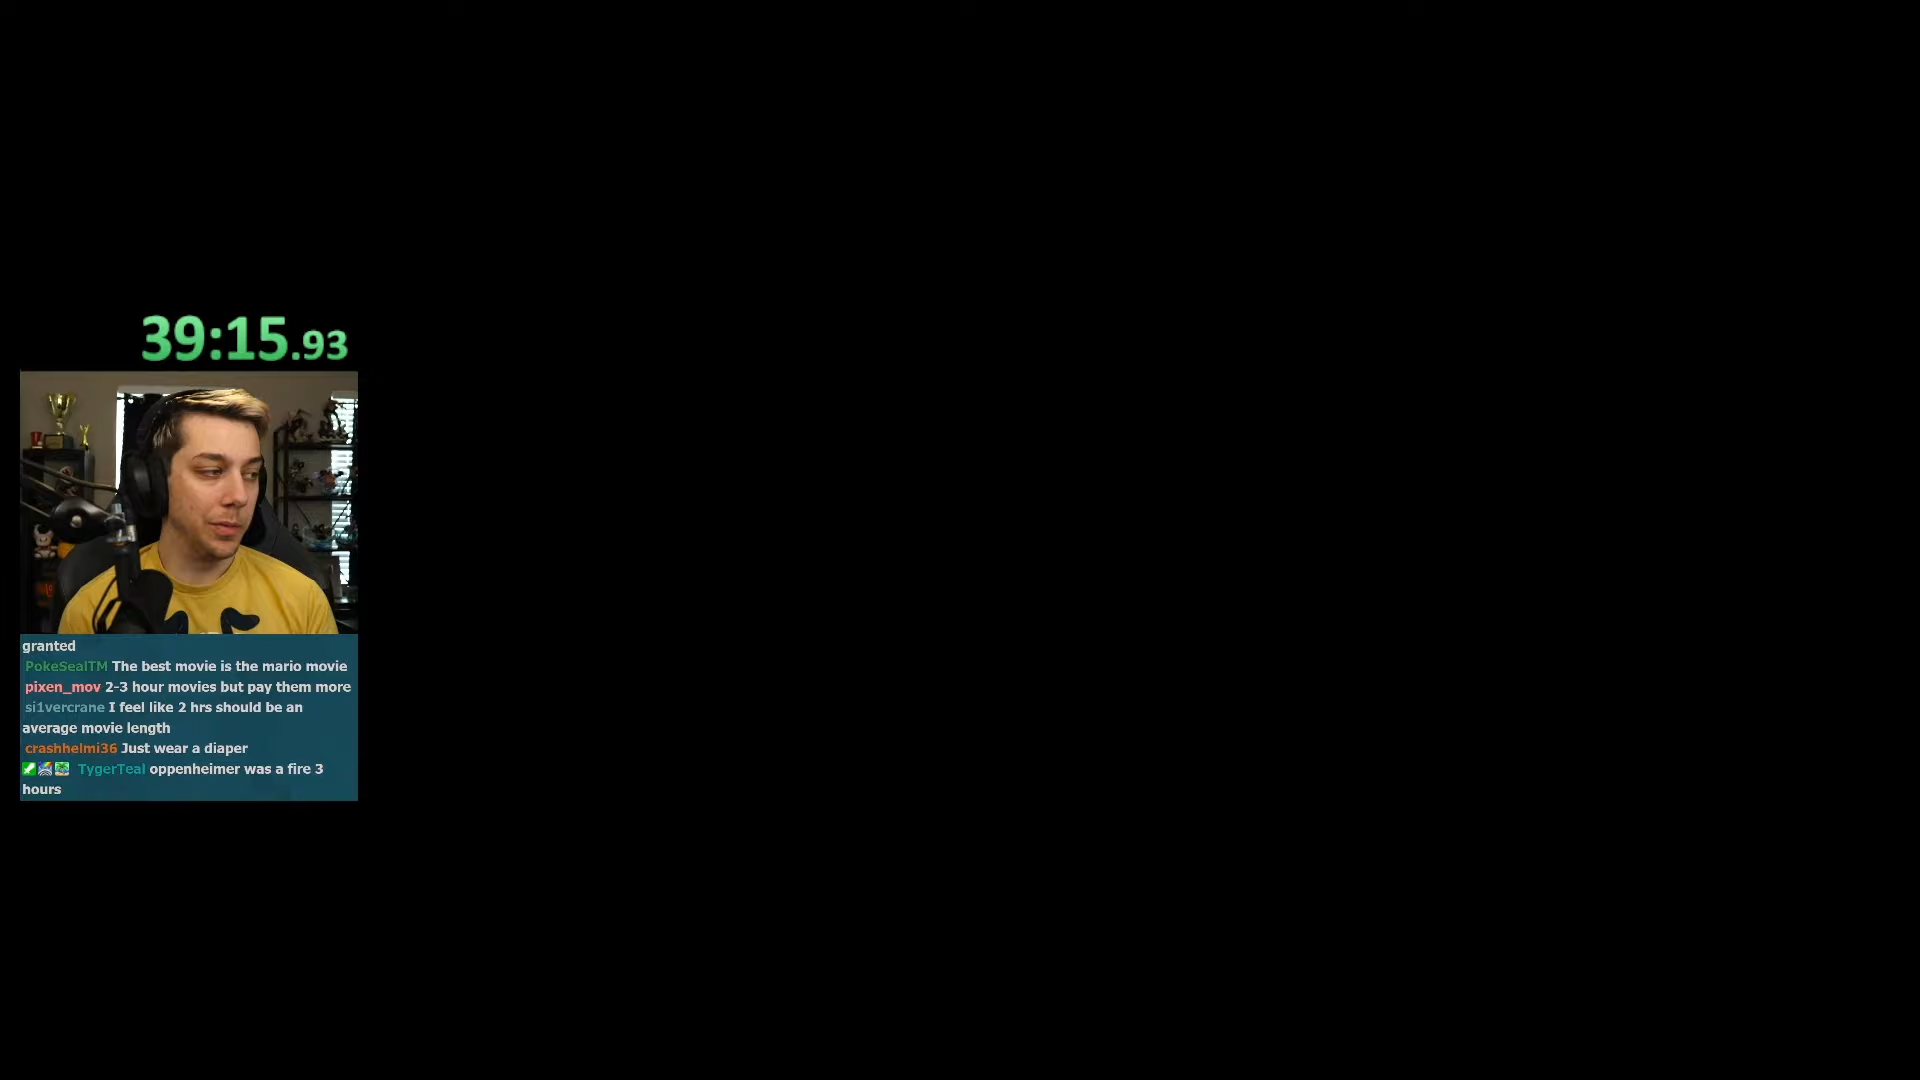 39:15.93
granted
PokeSealTM The best movie is the mario movie
pixen_mov 2-3 hour movies but pay them more
si1vercrane I feel like 2 hrs should be an
average movie length
crashhelmi36 Just wear a diaper
TygerTeal oppenheimer was a fire 3
hours